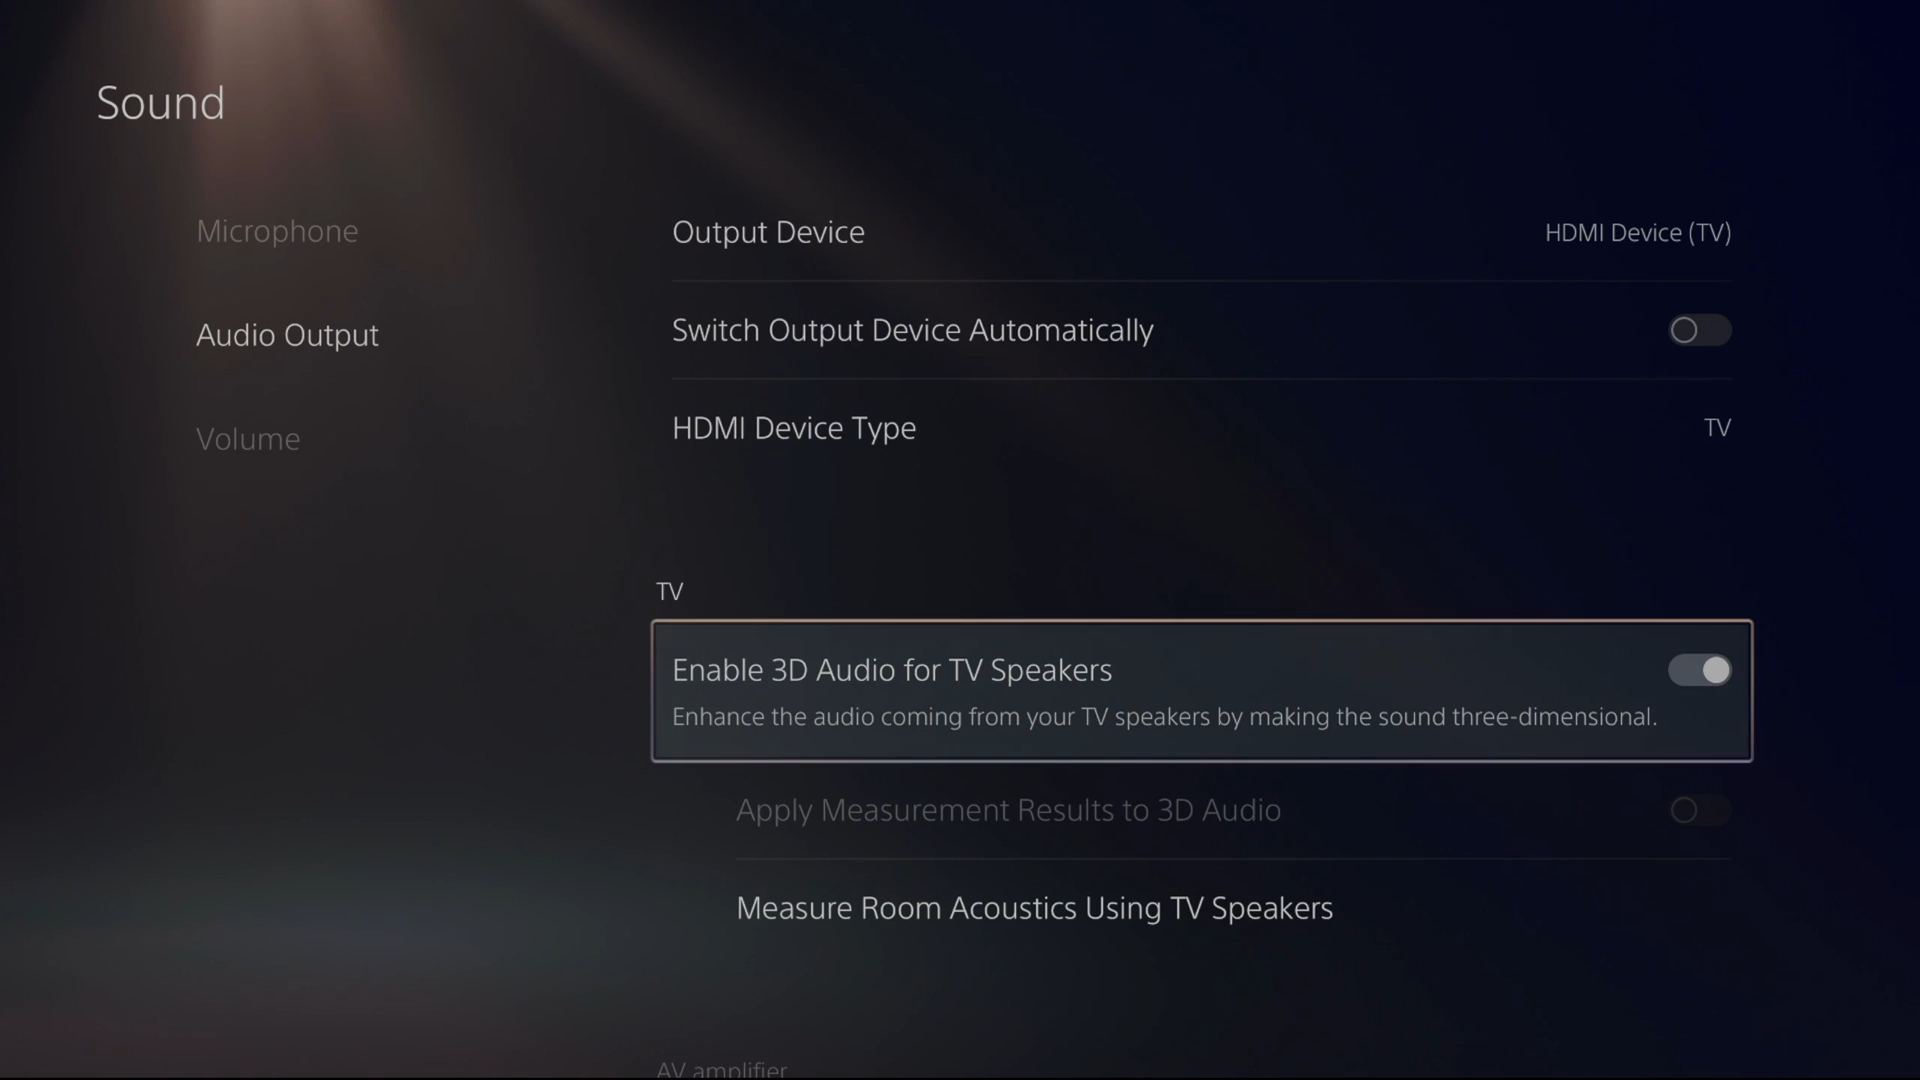 Sound
Microphone
Audio Output
Volume
Output Device
HDMI Device (TV)
Switch Output Device Automatically
HDMI Device Type
TV
TV
Enable 3D Audio for TV Speakers
Enhance the audio coming from your TV speakers by making the sound three-dimensional.
Apply Measurement Results to 3D Audio
Measure Room Acoustics Using TV Speakers
AV amplifier